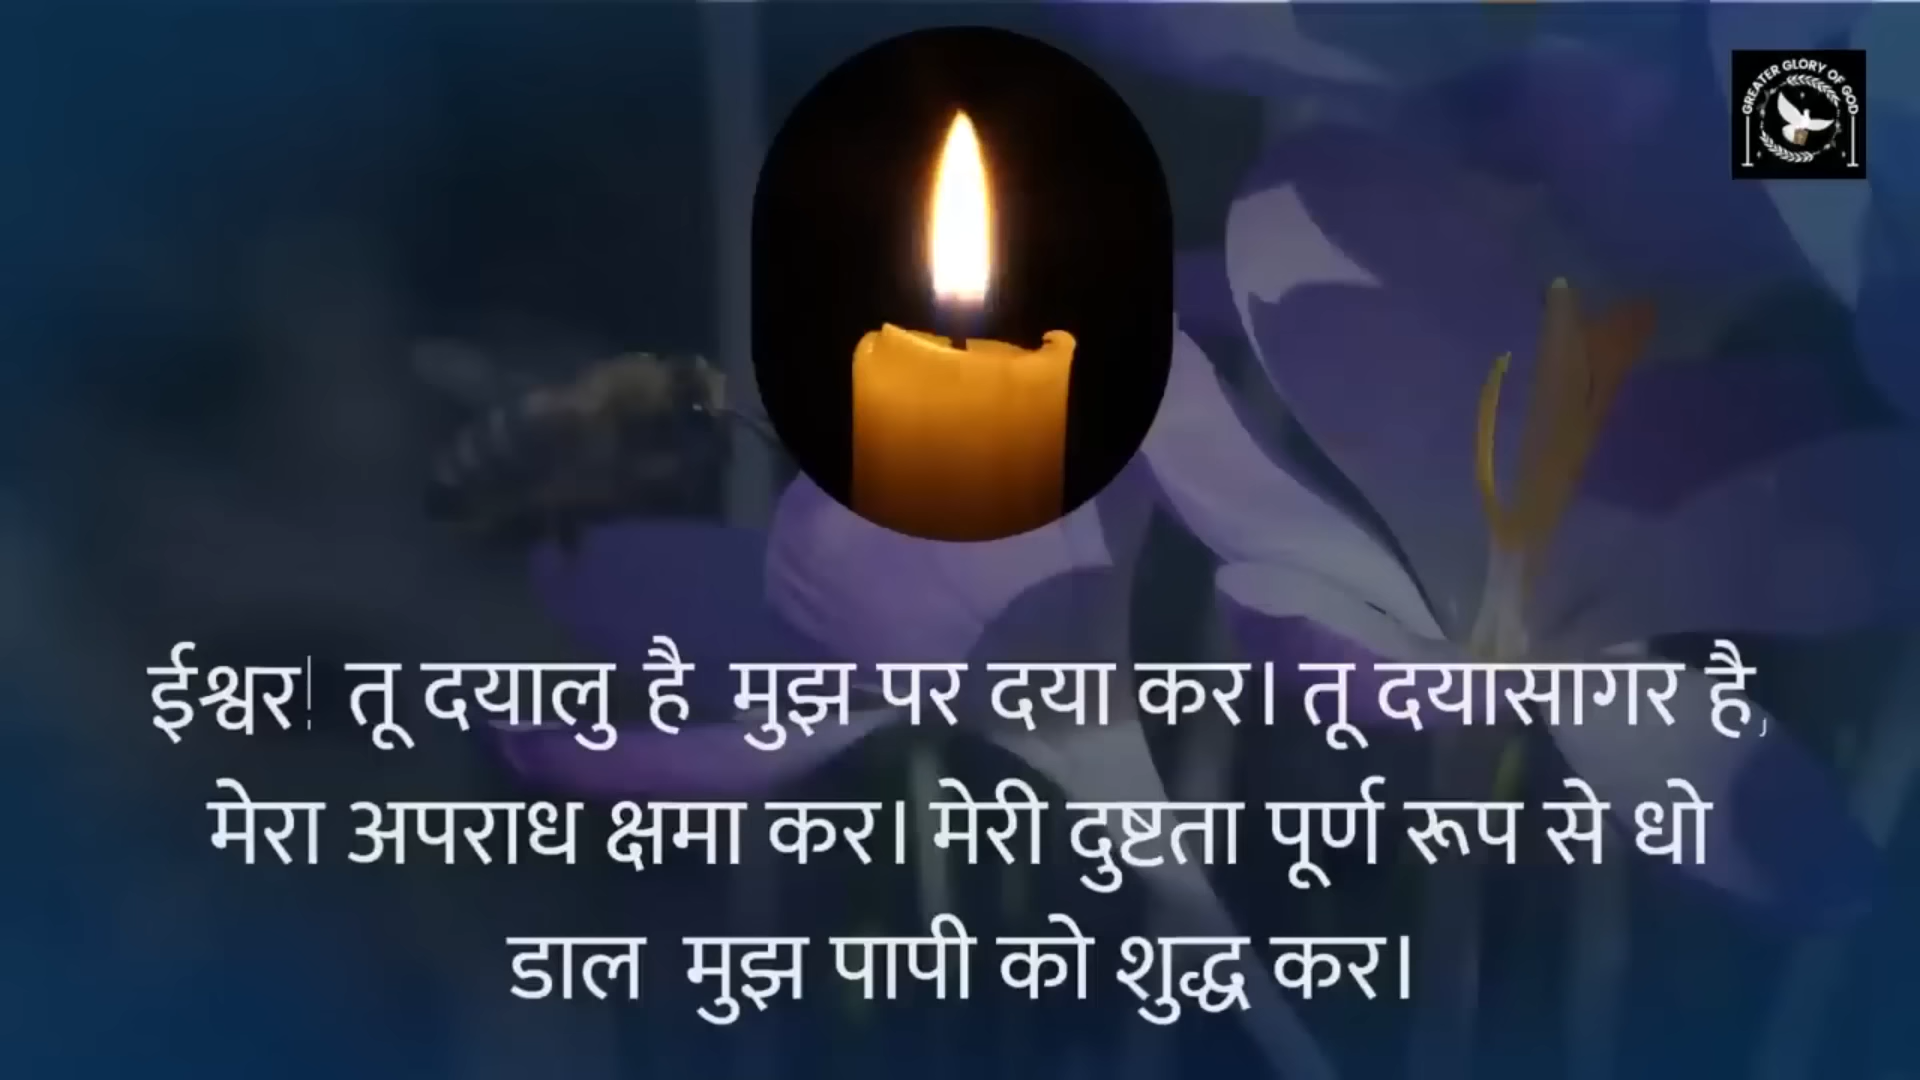 GREATER GLORY OF GOD
ईश्वर! तू दयालु है मुझ पर दया कर। तू दयासागर है,
मेरा अपराध क्षमा कर। मेरी दुष्टता पूर्ण रूप से धो
डाल मुझ पापी को शुद्ध कर।